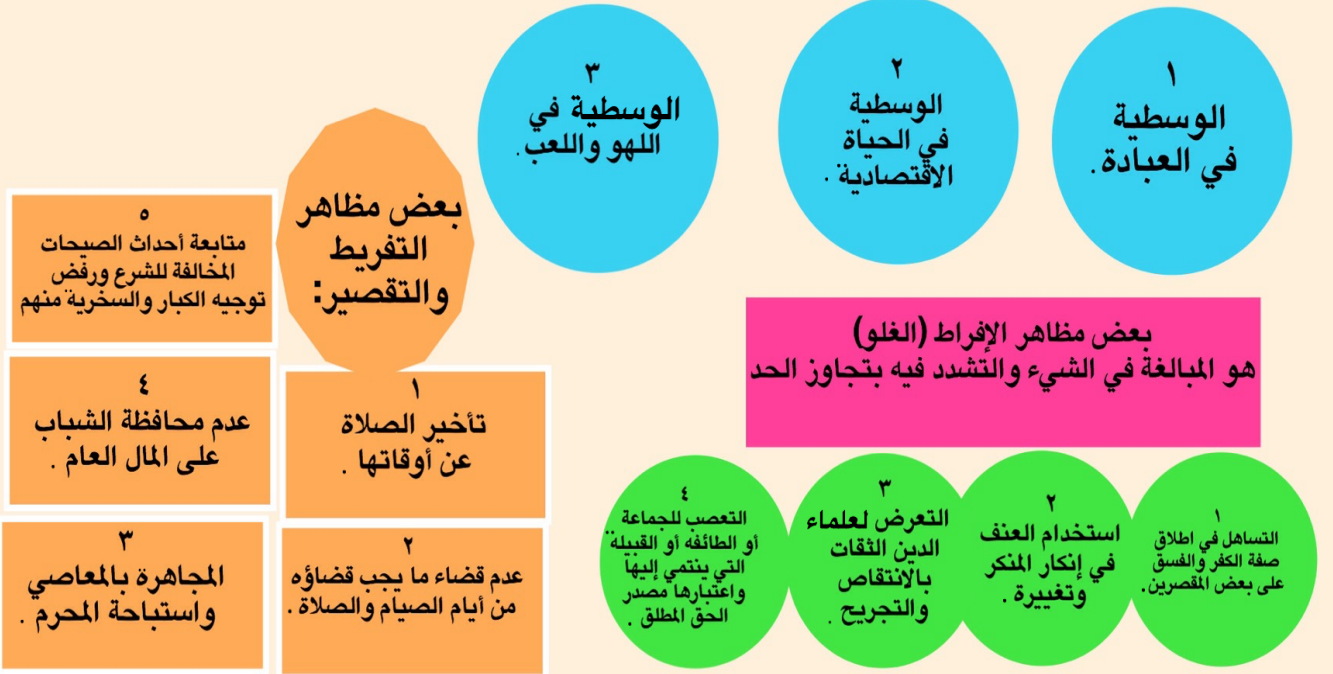 ١
الوسطية
في العبادة .
٢
الوسطية
في الحياة
الاقتصادية .
٣
الوسطية في
اللهو واللعب .
بعض مظاهر الإفراط (الغلو)
هو المبالغة في الشيء والتشدد فيه بتجاوز الحد
١
التساهل في اطلاق
صفة الكفر والفسق
على بعض المقصرين .
٢
استخدام العنف
في إنكار المنكر
وتغييرة .
٣
التعرض لعلماء
الدين الثقات
بالانتقاص
والتجريح .
٤
التعصب للجماعة
أو الطائفه أو القبيلة
التي ينتمي إليها
واعتبارها مصدر
الحق المطلق .
بعض مظاهر
التفريط
والتقصير:
١
تأخير الصلاة
عن أوقاتها .
٢
عدم قضاء ما يجب قضاؤه
من أيام الصيام والصلاة .
٣
المجاهرة بالمعاصي
واستباحة المحرم .
٤
عدم محافظة الشباب
على المال العام .
٥
متابعة أحداث الصيحات
المخالفة للشرع ورفض
توجيه الكبار والسخرية منهم